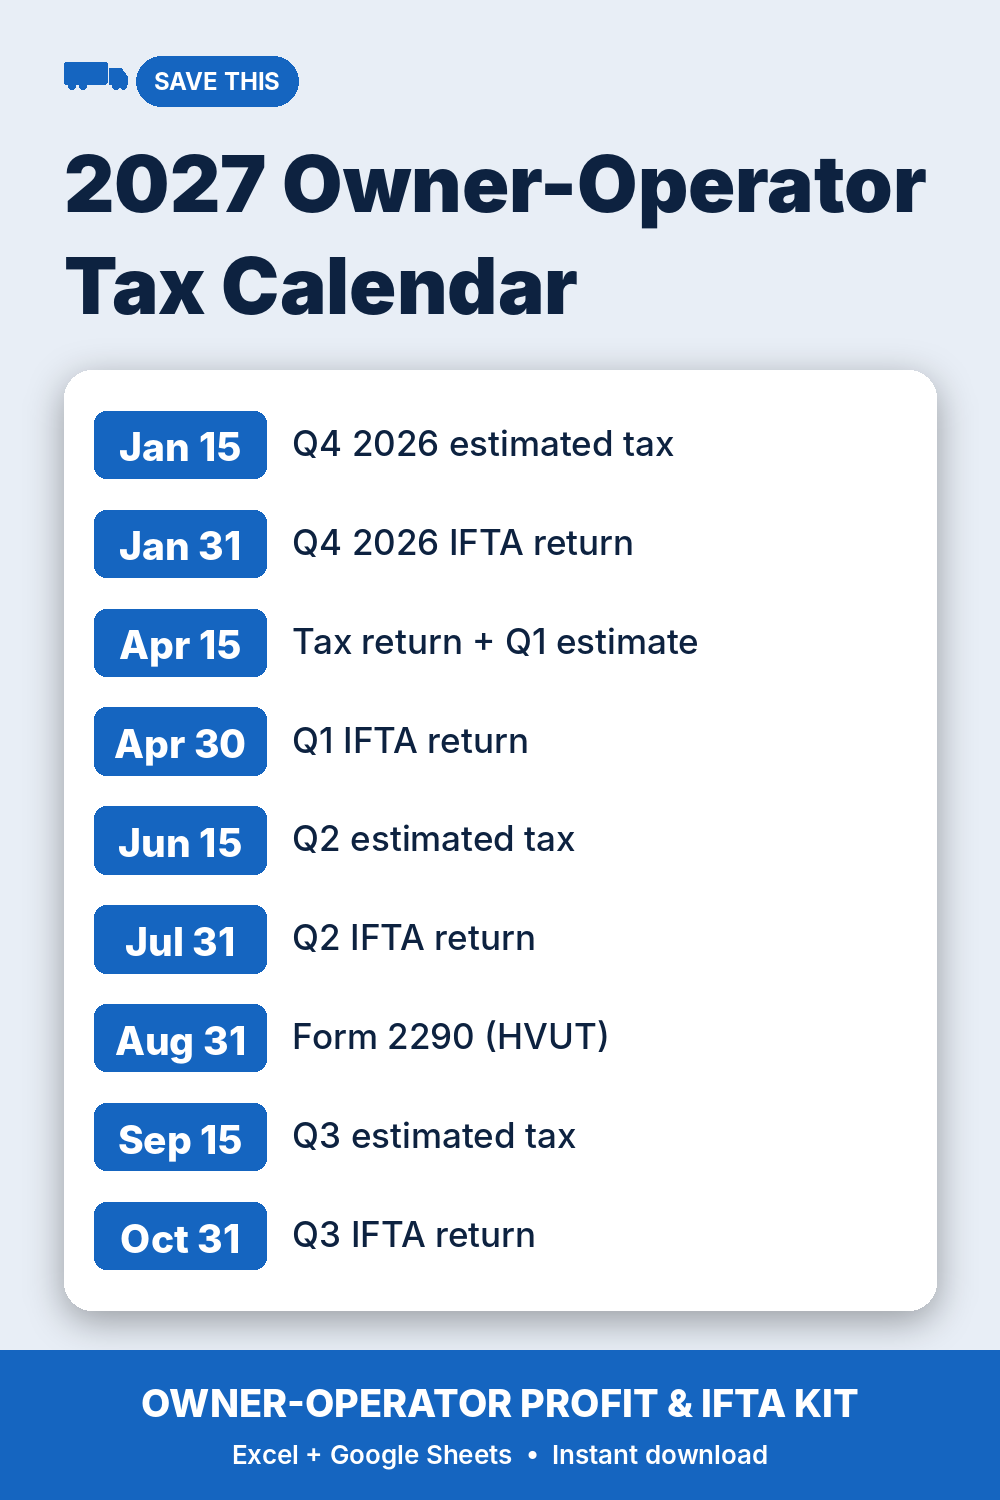 SAVE THIS
2027 Owner-Operator
Tax Calendar
Jan 15 Q4 2026 estimated tax
Jan 31 Q4 2026 IFTA return
Apr 15 Tax return + Q1 estimate
Apr 30 Q1 IFTA return
Jun 15 Q2 estimated tax
Jul 31 Q2 IFTA return
Aug 31 Form 2290 (HVUT)
Sep 15 Q3 estimated tax
Oct 31 Q3 IFTA return
OWNER-OPERATOR PROFIT & IFTA KIT
Excel + Google Sheets • Instant download